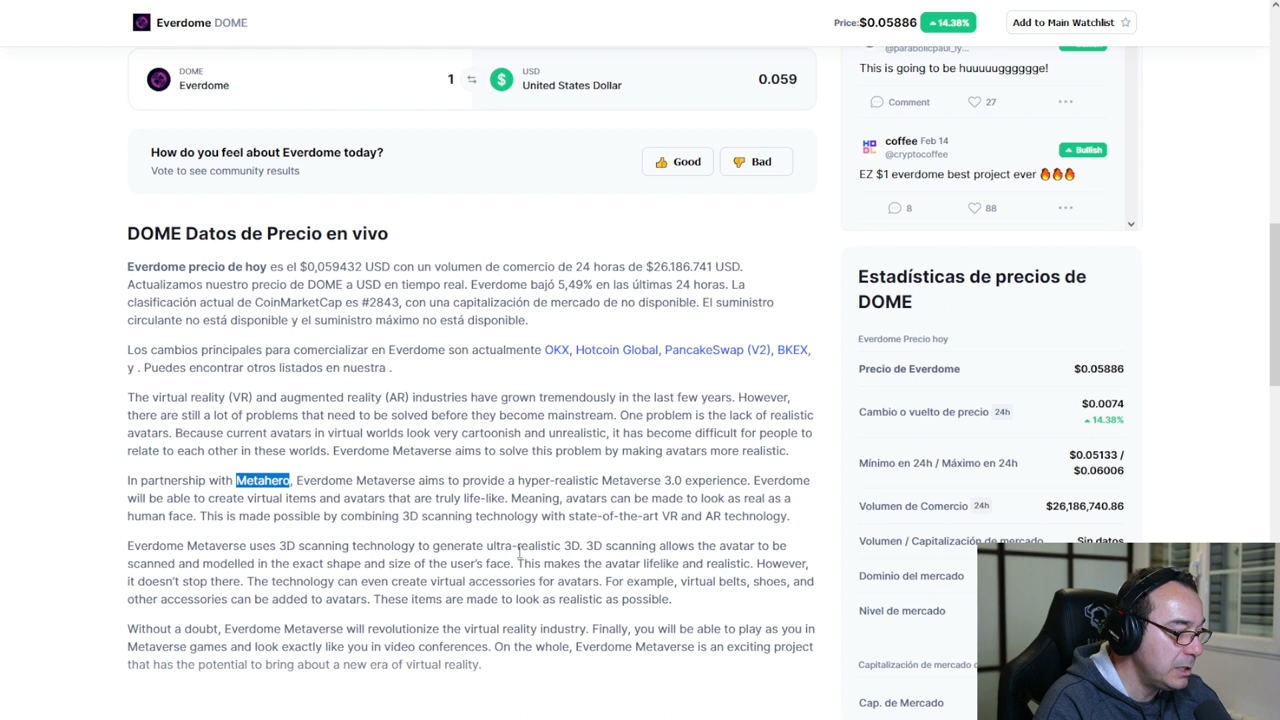 Everdome DOME
Price: $0.05886 14.38%
Add to Main Watchlist
DOME
Everdome
1
USD
United States Dollar
0.059
How do you feel about Everdome today?
Vote to see community results
Good
Bad
DOME Datos de Precio en vivo
Everdome precio de hoy es el $0,059432 USD con un volumen de comercio de 24 horas de $26.186.741 USD.
Actualizamos nuestro precio de DOME a USD en tiempo real. Everdome bajó 5,49% en las últimas 24 horas. La
clasificación actual de CoinMarketCap es #2843, con una capitalización de mercado de no disponible. El suministro
circulante no está disponible y el suministro máximo no está disponible.
Los cambios principales para comercializar en Everdome son actualmente OKX, Hotcoin Global, PancakeSwap (V2), BKEX,
y . Puedes encontrar otros listados en nuestra .
The virtual reality (VR) and augmented reality (AR) industries have grown tremendously in the last few years. However,
there are still a lot of problems that need to be solved before they become mainstream. One problem is the lack of realistic
avatars. Because current avatars in virtual worlds look very cartoonish and unrealistic, it has become difficult for people to
relate to each other in these worlds. Everdome Metaverse aims to solve this problem by making avatars more realistic.
In partnership with Metahero, Everdome Metaverse aims to provide a hyper-realistic Metaverse 3.0 experience. Everdome
will be able to create virtual items and avatars that are truly life-like. Meaning, avatars can be made to look as real as a
human face. This is made possible by combining 3D scanning technology with state-of-the-art VR and AR technology.
Everdome Metaverse uses 3D scanning technology to generate ultra-realistic 3D. 3D scanning allows the avatar to be
scanned and modelled in the exact shape and size of the user's face. This makes the avatar lifelike and realistic. However,
it doesn't stop there. The technology can even create virtual accessories for avatars. For example, virtual belts, shoes, and
other accessories can be added to avatars. These items are made to look as realistic as possible.
Without a doubt, Everdome Metaverse will revolutionize the virtual reality industry. Finally, you will be able to play as you in
Metaverse games and look exactly like you in video conferences. On the whole, Everdome Metaverse is an exciting project
that has the potential to bring about a new era of virtual reality.
@parabolicpaul_iy...
This is going to be huuuuugggggge!
Comment
27
coffee Feb 14
@cryptocoffee
Bullish
EZ $1 everdome best project ever
8
88
Estadísticas de precios de
DOME
Everdome Precio hoy
Precio de Everdome
$0.05886
Cambio o vuelto de precio 24h
$0.0074
14.38%
Mínimo en 24h / Máximo en 24h
$0.05133 /
$0.06006
Volumen de Comercio 24h
$26,186,740.86
Volumen / Capitalización de mercado
Sin datos
Dominio del mercado
Nivel de mercado
Capitalización de mercado
Cap. de Mercado